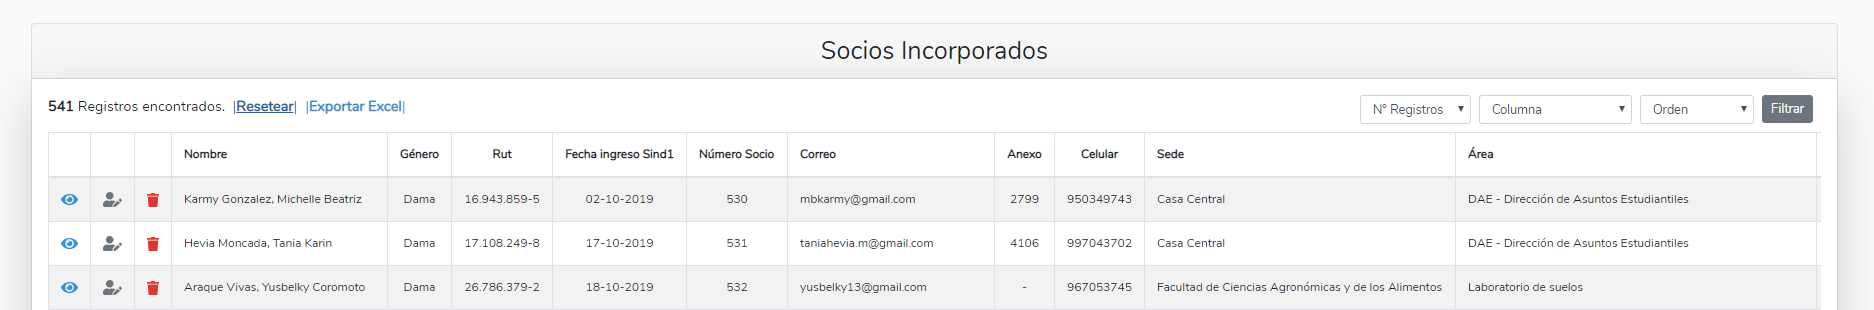 Socios Incorporados
541 Registros encontrados. |Resetear| |Exportar Excel|
N° Registros Columna Orden Filtrar
Nombre Género Rut Fecha ingreso Sind1 Número Socio Correo Anexo Celular Sede Área
Karmy Gonzalez, Michelle Beatriz Dama 16.943.859-5 02-10-2019 530 mbkarmy@gmail.com 2799 950349743 Casa Central DAE - Dirección de Asuntos Estudiantiles
Hevia Moncada, Tania Karin Dama 17.108.249-8 17-10-2019 531 taniahevia.m@gmail.com 4106 997043702 Casa Central DAE - Dirección de Asuntos Estudiantiles
Araque Vivas, Yusbelky Coromoto Dama 26.786.379-2 18-10-2019 532 yusbelky13@gmail.com - 967053745 Facultad de Ciencias Agronómicas y de los Alimentos Laboratorio de suelos